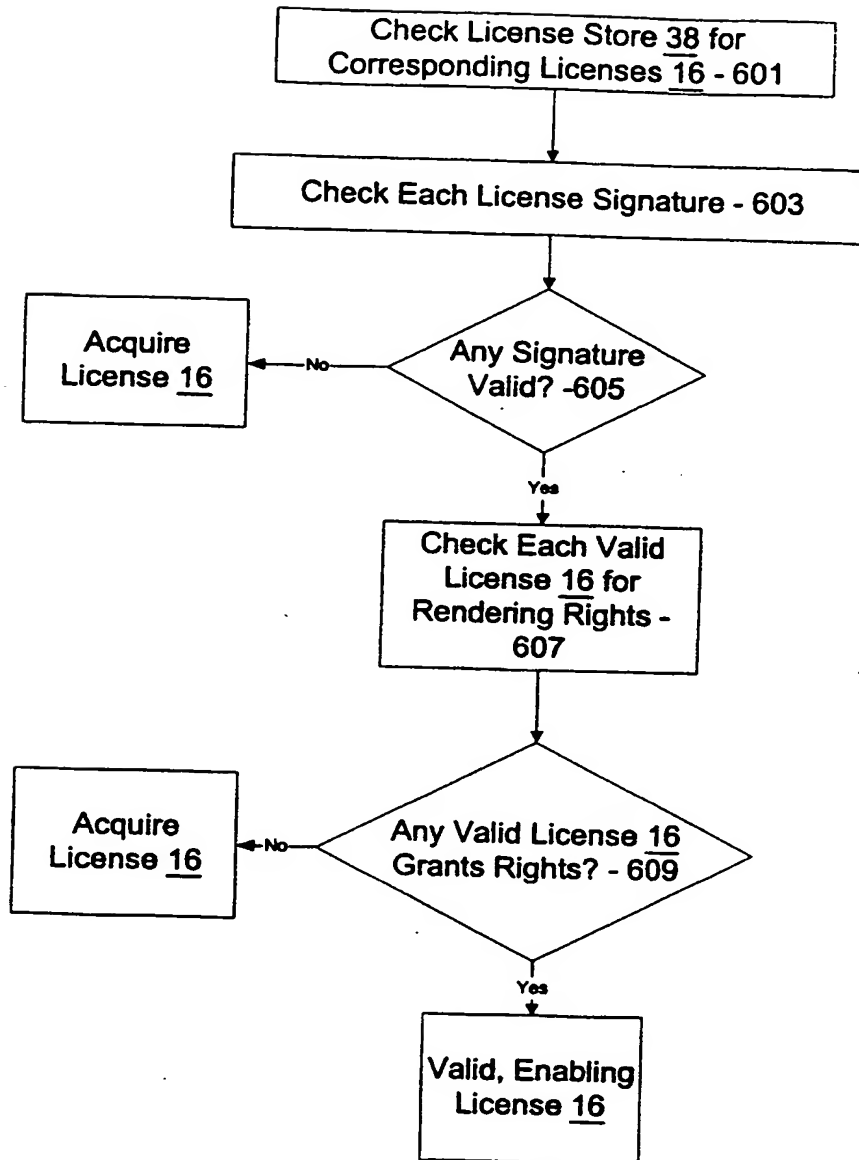 Check License Store 38 for
Corresponding Licenses 16 - 601
Check Each License Signature - 603
Acquire
License 16
No
Any Signature
Valid? -605
Yes
Check Each Valid
License 16 for
Rendering Rights -
607
Acquire
License 16
No
Any Valid License 16
Grants Rights? - 609
Yes
Valid, Enabling
License 16